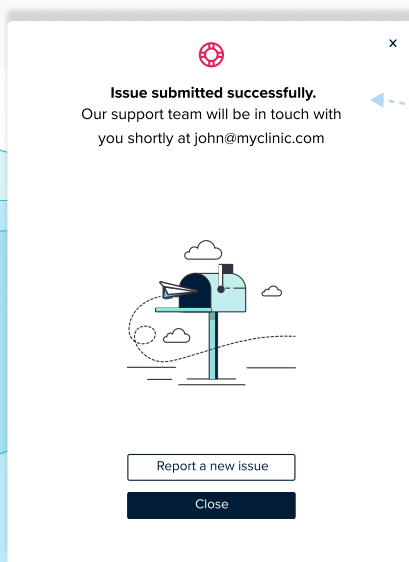 x
Issue submitted successfully.
Our support team will be in touch with
you shortly at john@myclinic.com
Report a new issue
Close